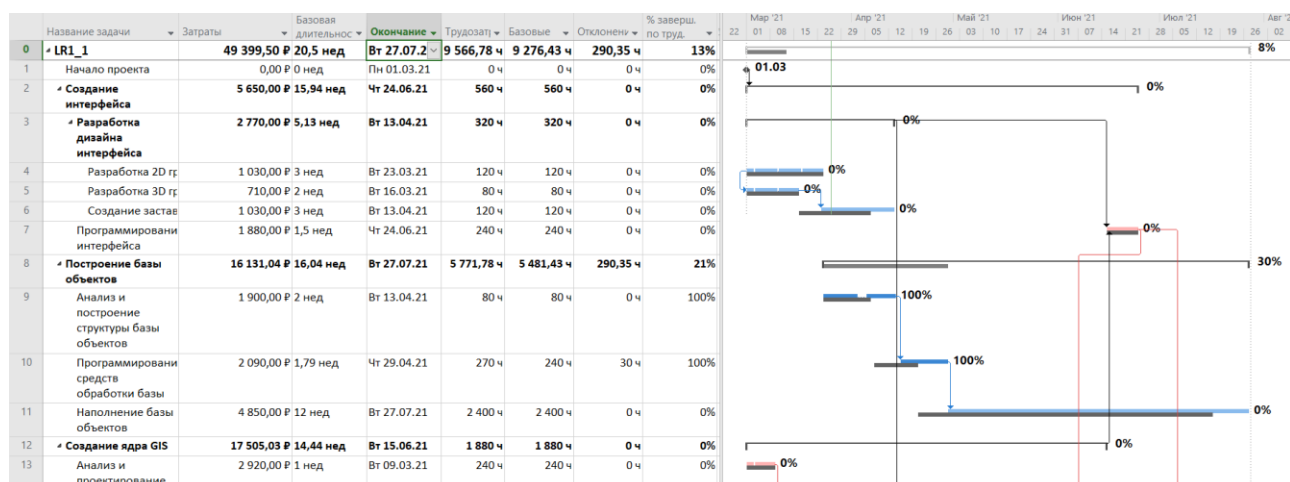 Название задачи Затраты Базовая длительнос Окончание Трудозатр Базовые Отклонени % заверш. по труд.
Мар '21 Апр '21 Май '21 Июн '21 Июл '21 Авг '2
22 01 08 15 22 29 05 12 19 26 03 10 17 24 31 07 14 21 28 05 12 19 26 02
0 LR1_1 49 399,50 ₽ 20,5 нед Вт 27.07.2 9 566,78 ч 9 276,43 ч 290,35 ч 13% 8%
1 Начало проекта 0,00 ₽ 0 нед Пн 01.03.21 0 ч 0 ч 0 ч 0% 01.03
2 Создание 5 650,00 ₽ 15,94 нед Чт 24.06.21 560 ч 560 ч 0 ч 0% 0%
интерфейса
3 Разработка 2 770,00 ₽ 5,13 нед Вт 13.04.21 320 ч 320 ч 0 ч 0% 0%
дизайна
интерфейса
4 Разработка 2D гр 1 030,00 ₽ 3 нед Вт 23.03.21 120 ч 120 ч 0 ч 0% 0%
5 Разработка 3D гр 710,00 ₽ 2 нед Вт 16.03.21 80 ч 80 ч 0 ч 0% 0%
6 Создание застав 1 030,00 ₽ 3 нед Вт 13.04.21 120 ч 120 ч 0 ч 0% 0%
7 Программировани 1 880,00 ₽ 1,5 нед Чт 24.06.21 240 ч 240 ч 0 ч 0% 0%
интерфейса
8 Построение базы 16 131,04 ₽ 16,04 нед Вт 27.07.21 5 771,78 ч 5 481,43 ч 290,35 ч 21% 30%
объектов
9 Анализ и 1 900,00 ₽ 2 нед Вт 13.04.21 80 ч 80 ч 0 ч 100% 100%
построение
структуры базы
объектов
10 Программировани 2 090,00 ₽ 1,79 нед Чт 29.04.21 270 ч 240 ч 30 ч 100% 100%
средств
обработки базы
11 Наполнение базы 4 850,00 ₽ 12 нед Вт 27.07.21 2 400 ч 2 400 ч 0 ч 0% 0%
объектов
12 Создание ядра GIS 17 505,03 ₽ 14,44 нед Вт 15.06.21 1 880 ч 1 880 ч 0 ч 0% 0%
13 Анализ и 2 920,00 ₽ 1 нед Вт 09.03.21 240 ч 240 ч 0 ч 0% 0%
проектирование